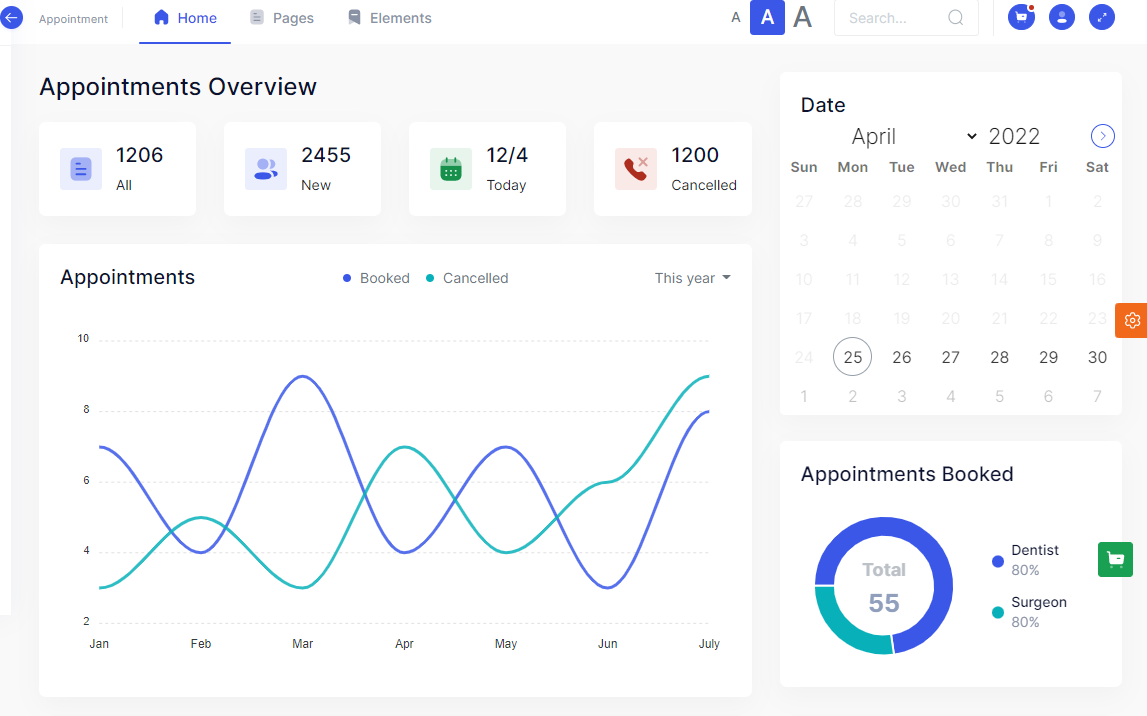 Appointment
Home
Pages
Elements
A A A
Search...
Appointments Overview
1206
All
2455
New
12/4
Today
1200
Cancelled
Appointments
Booked
Cancelled
This year
10
8
6
4
2
Jan Feb Mar Apr May Jun July
Date
April 2022
Sun Mon Tue Wed Thu Fri Sat
27 28 29 30 31 1 2
3 4 5 6 7 8 9
10 11 12 13 14 15 16
17 18 19 20 21 22 23
24 25 26 27 28 29 30
1 2 3 4 5 6 7
Appointments Booked
Total
55
Dentist
80%
Surgeon
80%